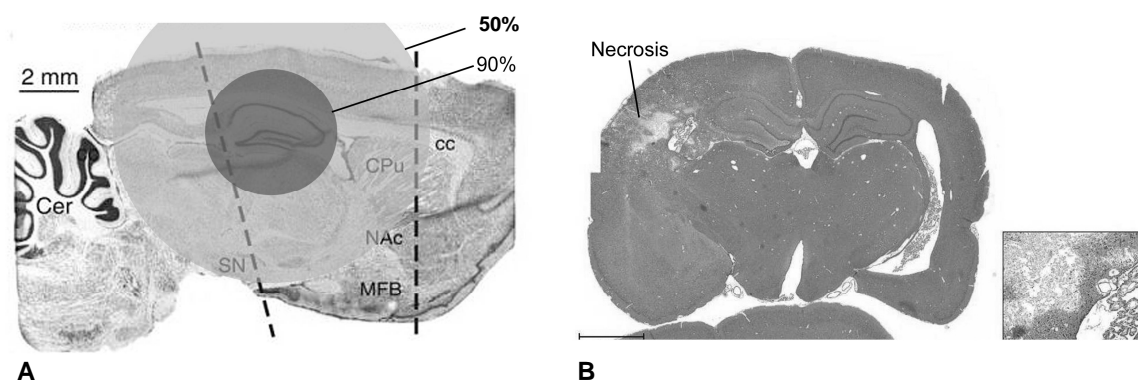 50%
90%
2 mm
cc
CPu
Cer
NAc
SN
MFB
A
Necrosis
B